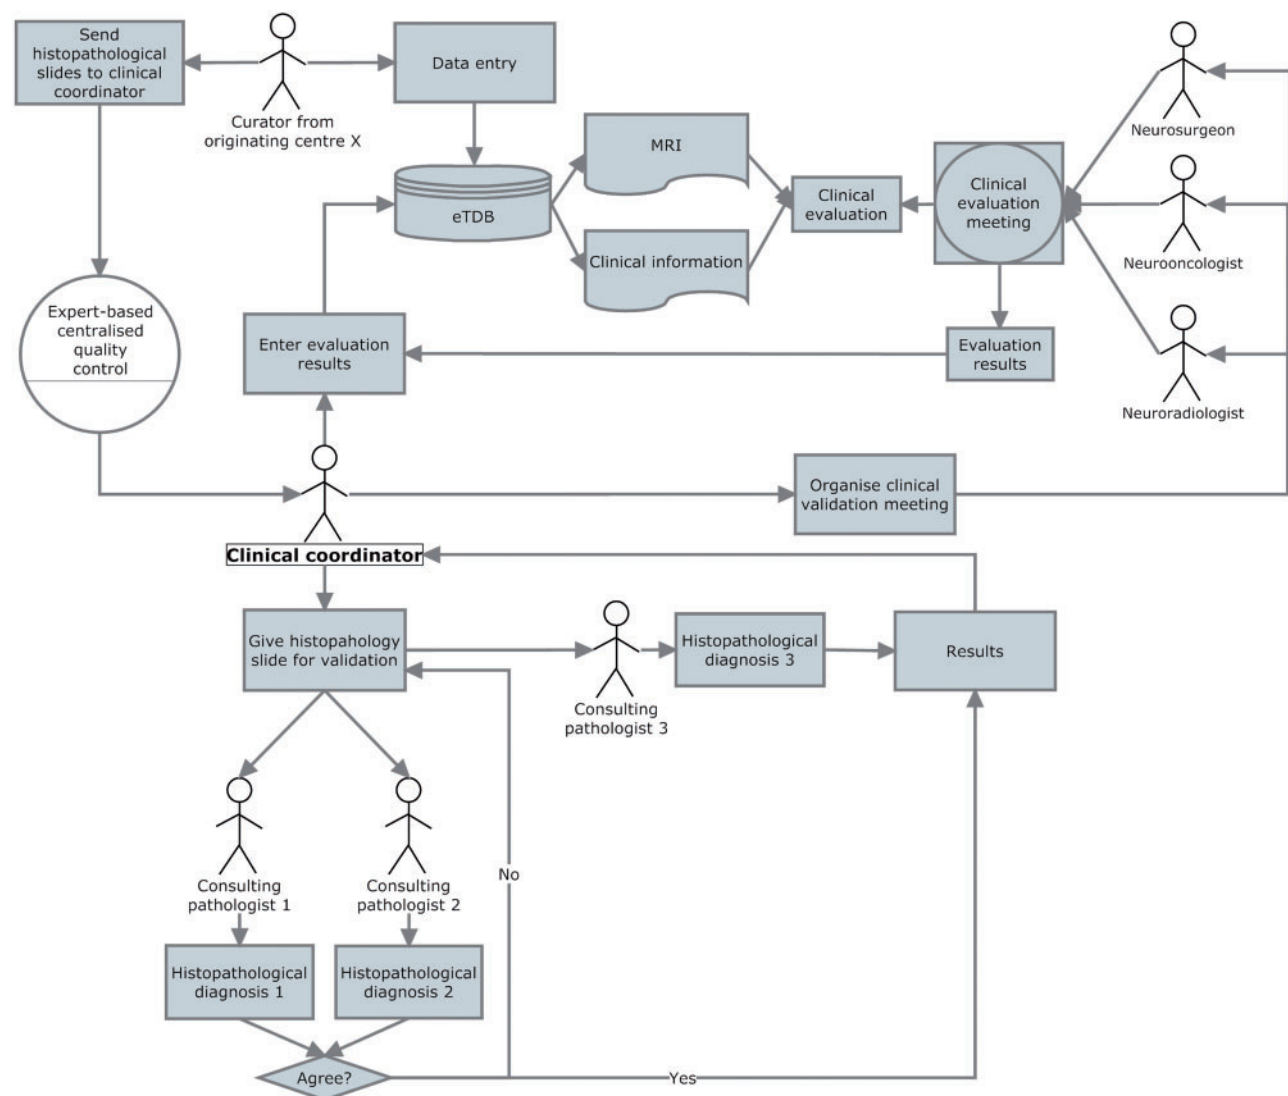 Send
histopathological
slides to clinical
coordinator
Curator from
originating centre X
Data entry
eTDB
MRI
Clinical information
Clinical
evaluation
Clinical
evaluation
meeting
Neurosurgeon
Neurooncologist
Neuroradiologist
Expert-based
centralised
quality
control
Enter evaluation
results
Evaluation
results
Organise clinical
validation meeting
Clinical coordinator
Give histopahology
slide for validation
Consulting
pathologist 3
Histopathological
diagnosis 3
Results
Consulting
pathologist 1
Consulting
pathologist 2
No
Histopathological
diagnosis 1
Histopathological
diagnosis 2
Agree?
Yes